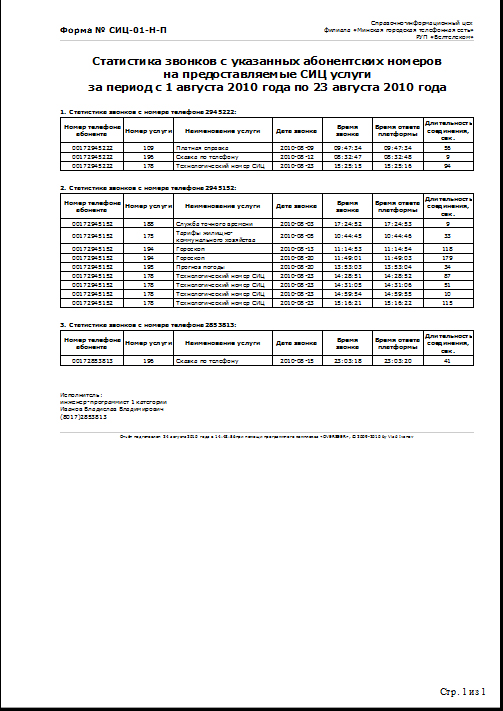 Справочно-информационный цех
Форма № СИЦ-01-Н-П
филиала «Минская городская телефонная сеть»
РУП «Белтелеком»
Статистика звонков с указанных абонентских номеров
на предоставляемые СИЦ услуги
за период с 1 августа 2010 года по 23 августа 2010 года
1. Статистика звонков с номера телефона 2945222:
Номер телефона абонента Номер услуги Наименование услуги Дата звонка Время звонка Время ответа платформы Длительность соединения, сек.
00172945222 109 Платная справка 2010-08-09 09:47:34 09:47:34 56
00172945222 196 Сказка по телефону 2010-08-12 08:32:47 08:32:48 9
00172945222 178 Технологический номер СИЦ 2010-08-23 15:25:15 15:25:16 94
2. Статистика звонков с номера телефона 2945152:
Номер телефона абонента Номер услуги Наименование услуги Дата звонка Время звонка Время ответа платформы Длительность соединения, сек.
00172945152 188 Служба точного времени 2010-08-03 17:24:52 17:24:53 9
00172945152 175 Тарифы жилищно-
коммунального хозяйства 2010-08-05 10:44:45 10:44:46 33
00172945152 194 Гороскоп 2010-08-13 11:14:53 11:14:54 118
00172945152 194 Гороскоп 2010-08-20 11:49:01 11:49:03 179
00172945152 195 Прогноз погоды 2010-08-20 13:53:03 13:53:04 34
00172945152 178 Технологический номер СИЦ 2010-08-23 14:28:51 14:28:52 87
00172945152 178 Технологический номер СИЦ 2010-08-23 14:31:05 14:31:06 51
00172945152 178 Технологический номер СИЦ 2010-08-23 14:59:54 14:59:55 10
00172945152 178 Технологический номер СИЦ 2010-08-23 15:16:21 15:16:22 115
3. Статистика звонков с номера телефона 2853813:
Номер телефона абонента Номер услуги Наименование услуги Дата звонка Время звонка Время ответа платформы Длительность соединения, сек.
00172853813 196 Сказка по телефону 2010-08-15 23:03:18 23:03:20 41
Исполнитель:
инженер-программист 1 категории
Иванов Владислав Владимирович
(8017)2853813
Отчёт подготовлен 24 августа 2010 года в при помощи программного комплекса «OVERSEER», © 2009-2010 by Vlad Ivanov
Стр. 1 из 1